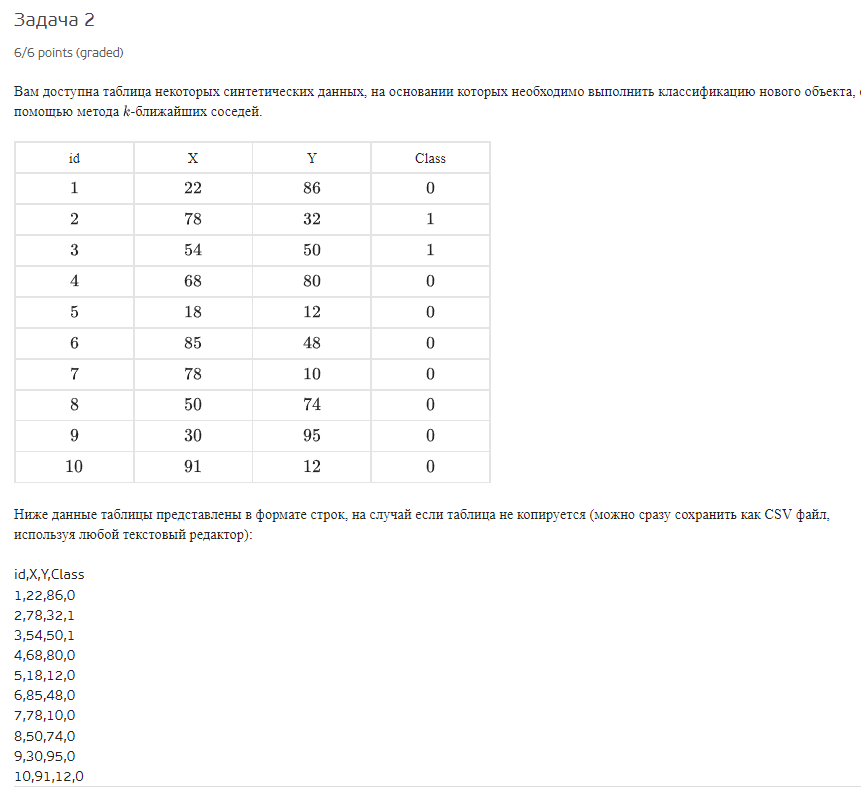 Задача 2
6/6 points (graded)
Вам доступна таблица некоторых синтетических данных, на основании которых необходимо выполнить классификацию нового объекта,
помощью метода k-ближайших соседей.
id X Y Class
1 22 86 0
2 78 32 1
3 54 50 1
4 68 80 0
5 18 12 0
6 85 48 0
7 78 10 0
8 50 74 0
9 30 95 0
10 91 12 0
Ниже данные таблицы представлены в формате строк, на случай если таблица не копируется (можно сразу сохранить как CSV файл,
используя любой текстовый редактор):
id,X,Y,Class
1,22,86,0
2,78,32,1
3,54,50,1
4,68,80,0
5,18,12,0
6,85,48,0
7,78,10,0
8,50,74,0
9,30,95,0
10,91,12,0